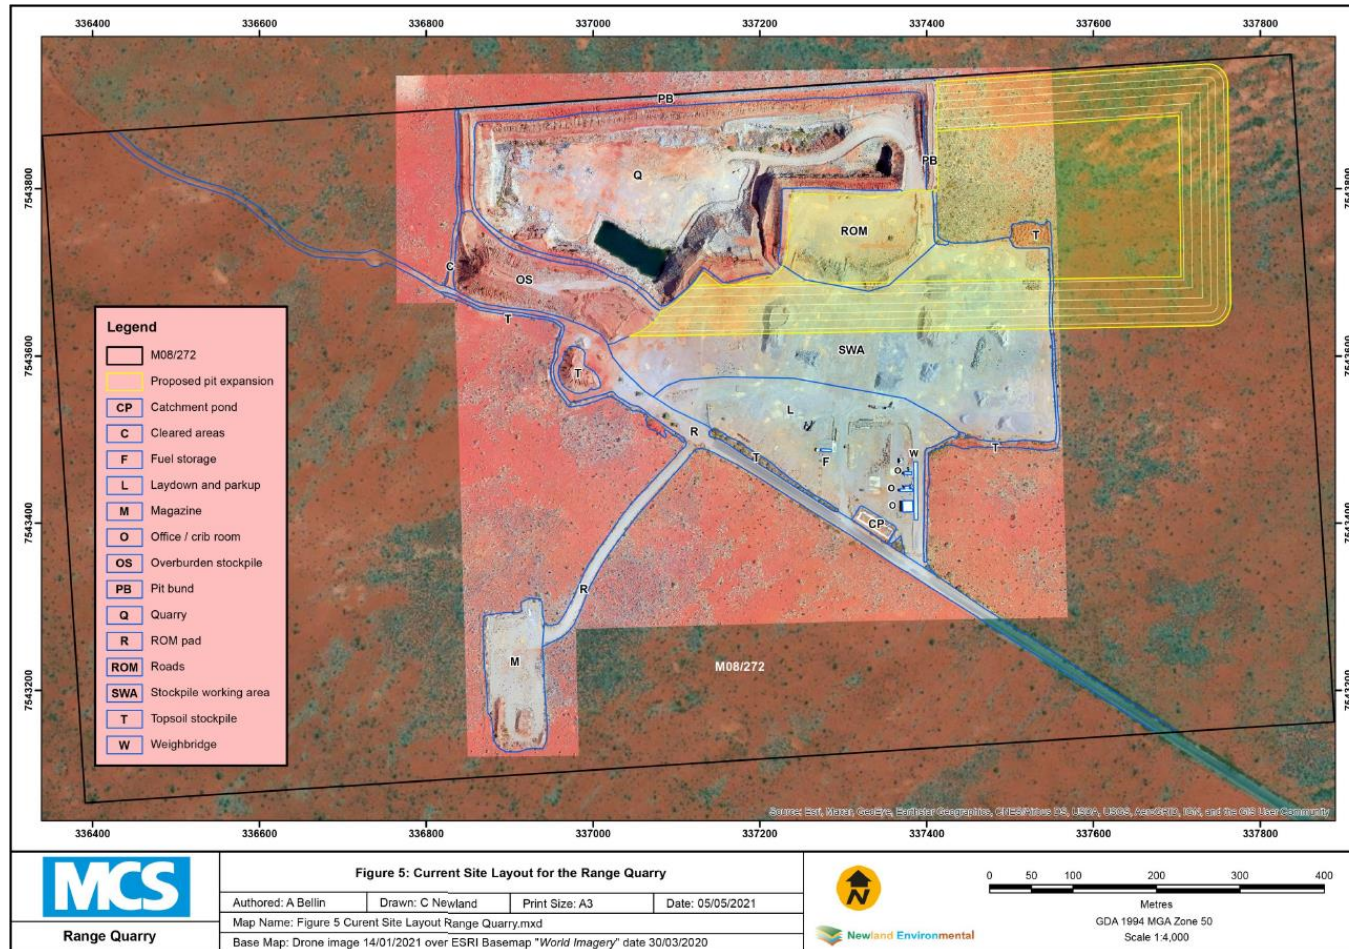 336400 336600 336800 337000 337200 337400 337600 337800
7543800
7543600
7543400
7543200
7543800
7543600
7543400
7543200
PB
PB
Q
ROM
T
C
OS
T
SWA
T
L
R
T
F
W
T
O
O
O
CP
R
M
M08/272
Legend
M08/272
Proposed pit expansion
CP Catchment pond
C Cleared areas
F Fuel storage
L Laydown and parkup
M Magazine
O Office / crib room
OS Overburden stockpile
PB Pit bund
Q Quarry
R ROM pad
ROM Roads
SWA Stockpile working area
T Topsoil stockpile
W Weighbridge
Source: Esri, Maxar, GeoEye, Earthstar Geographics, CNES/Airbus DS, USDA, USGS, AeroGRID, IGN, and the GIS User Community
336400 336600 336800 337000 337200 337400 337600 337800
MCS
Range Quarry
Figure 5: Current Site Layout for the Range Quarry
Authored: A Bellin Drawn: C Newland Print Size: A3 Date: 05/05/2021
Map Name: Figure 5 Curent Site Layout Range Quarry.mxd
Base Map: Drone image 14/01/2021 over ESRI Basemap "World Imagery" date 30/03/2020
N
Newland Environmental
0 50 100 200 300 400
Metres
GDA 1994 MGA Zone 50
Scale 1:4,000